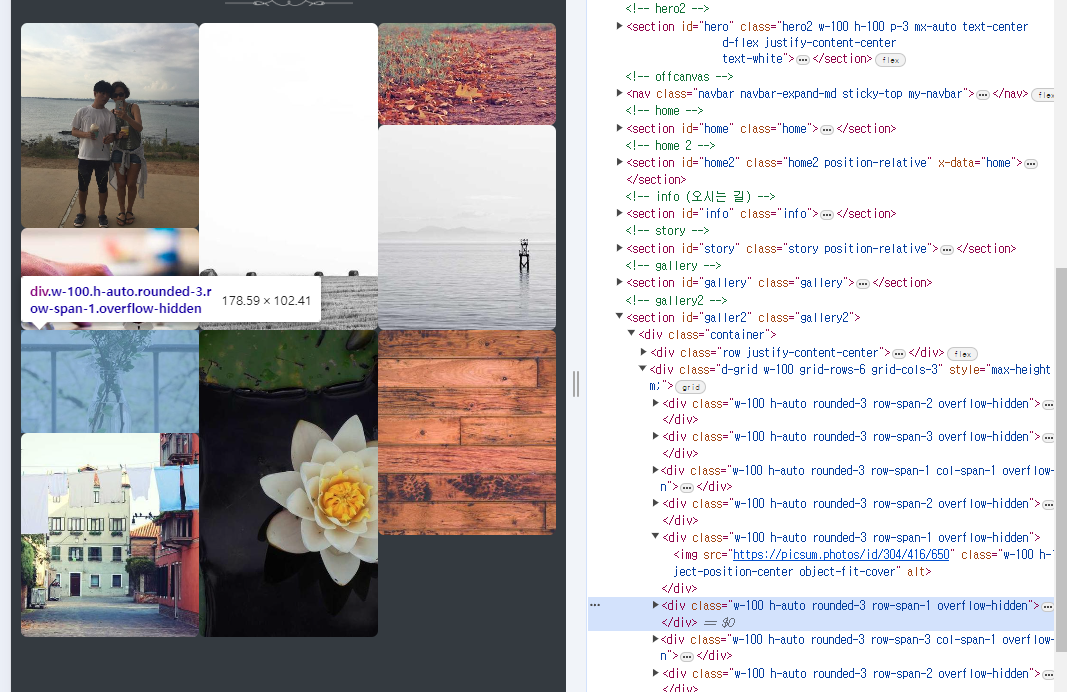 <!-- hero2 -->
<section id="hero" class="hero2 w-100 h-100 p-3 mx-auto text-center
d-flex justify-content-center
text-white">…</section> flex
<!-- offcanvas -->
<nav class="navbar navbar-expand-md sticky-top my-navbar">…</nav> flex
<!-- home -->
<section id="home" class="home">…</section>
<!-- home 2 -->
<section id="home2" class="home2 position-relative" x-data="home">…
</section>
<!-- info (오시는 길) -->
<section id="info" class="info">…</section>
<!-- story -->
<section id="story" class="story position-relative">…</section>
<!-- gallery -->
<section id="gallery" class="gallery">…</section>
<!-- gallery2 -->
<section id="galler2" class="gallery2">
<div class="container">
<div class="row justify-content-center">…</div> flex
<div class="d-grid w-100 grid-rows-6 grid-cols-3" style="max-height
m;"> grid
<div class="w-100 h-auto rounded-3 row-span-2 overflow-hidden">…
</div>
<div class="w-100 h-auto rounded-3 row-span-3 overflow-hidden">…
</div>
<div class="w-100 h-auto rounded-3 row-span-1 col-span-1 overflow-
n">…</div>
<div class="w-100 h-auto rounded-3 row-span-2 overflow-hidden">…
</div>
<div class="w-100 h-auto rounded-3 row-span-1 overflow-hidden">
<img src="https://picsum.photos/id/304/416/650" class="w-100 h-
ject-position-center object-fit-cover" alt>
</div>
<div class="w-100 h-auto rounded-3 row-span-1 overflow-hidden">…
</div> == $0
<div class="w-100 h-auto rounded-3 row-span-3 col-span-1 overflow-
n">…</div>
<div class="w-100 h-auto rounded-3 row-span-2 overflow-hidden">…
</div>
div.w-100.h-auto.rounded-3.r
ow-span-1.overflow-hidden
178.59 × 102.41